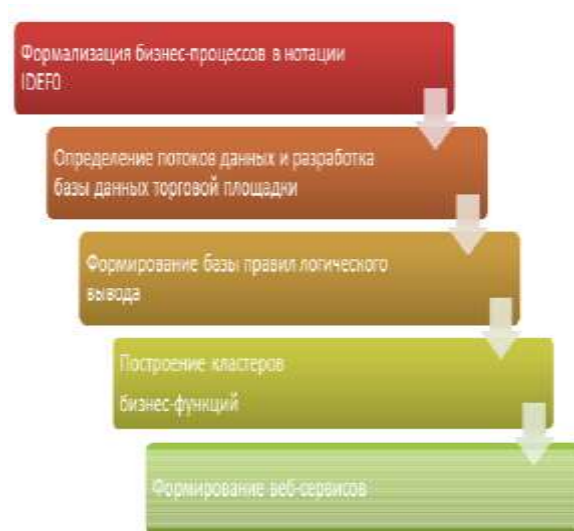 Формализация бизнес-процессов в нотации
IDEF0
Определение потоков данных и разработка
базы данных торговой площадки
Формирование базы правил логического
вывода
Построение кластеров
бизнес-функций
Формирование веб-сервисов